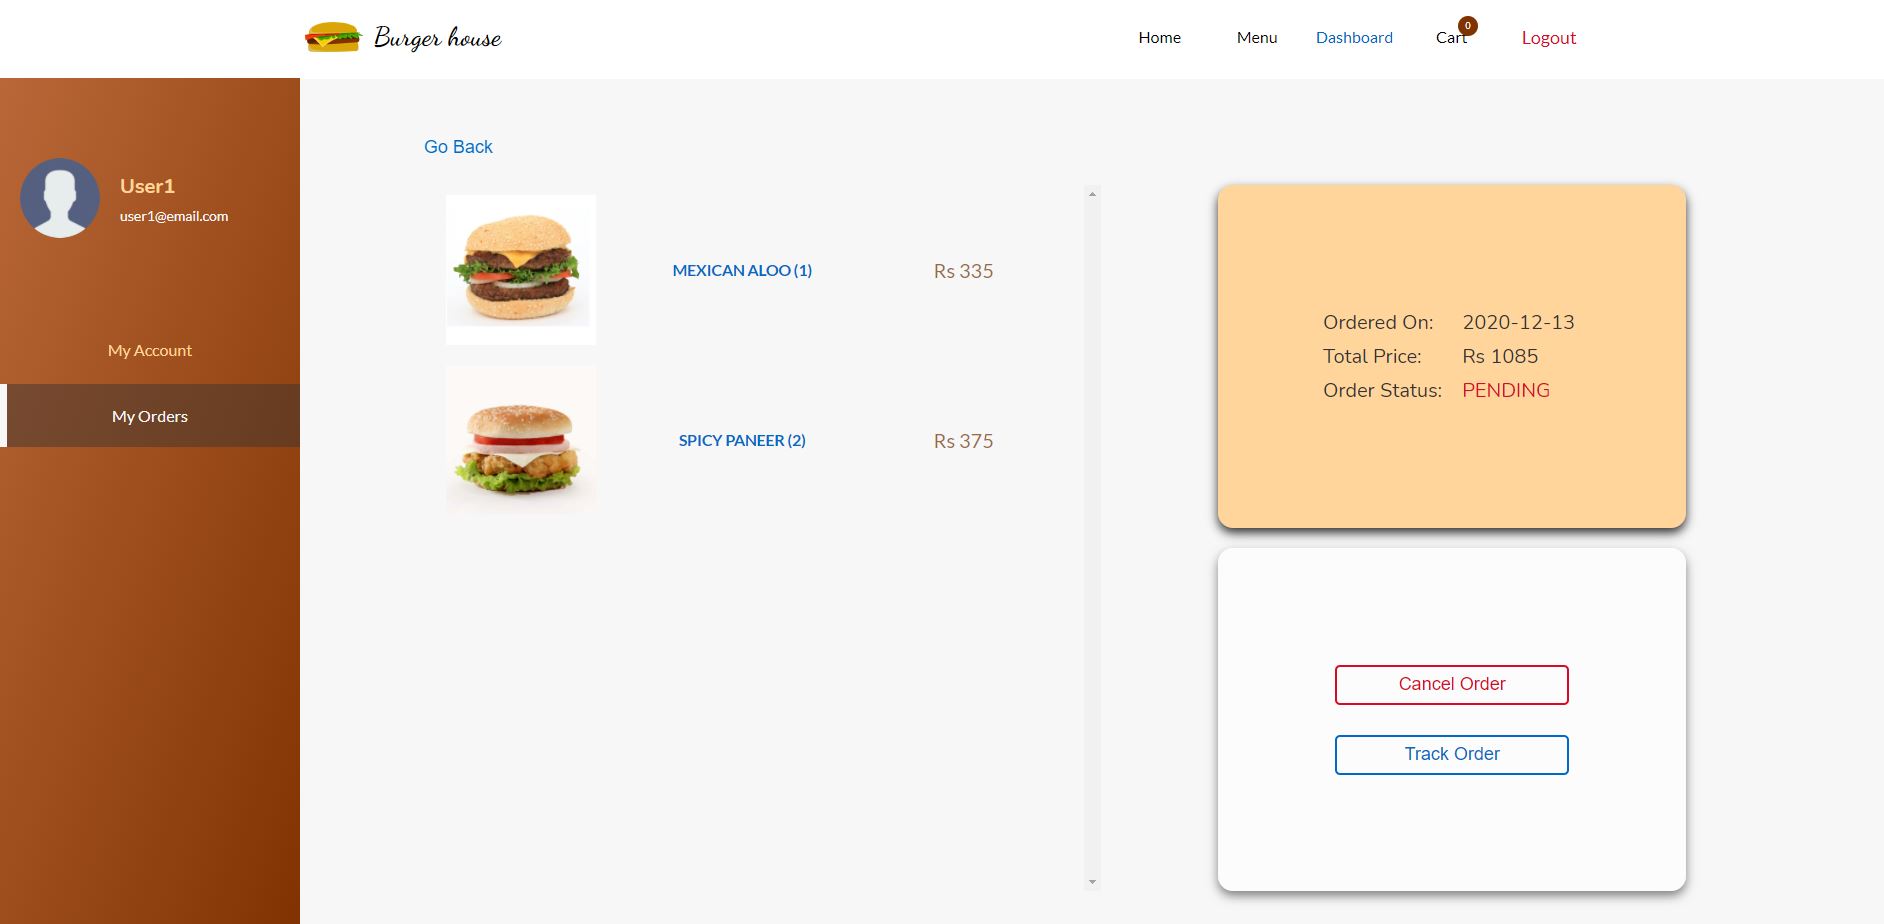 Burger house
Home
Menu
Dashboard
Cart
0
Logout
User1
user1@email.com
My Account
My Orders
Go Back
MEXICAN ALOO (1)
Rs 335
SPICY PANEER (2)
Rs 375
Ordered On: 2020-12-13
Total Price: Rs 1085
Order Status: PENDING
Cancel Order
Track Order